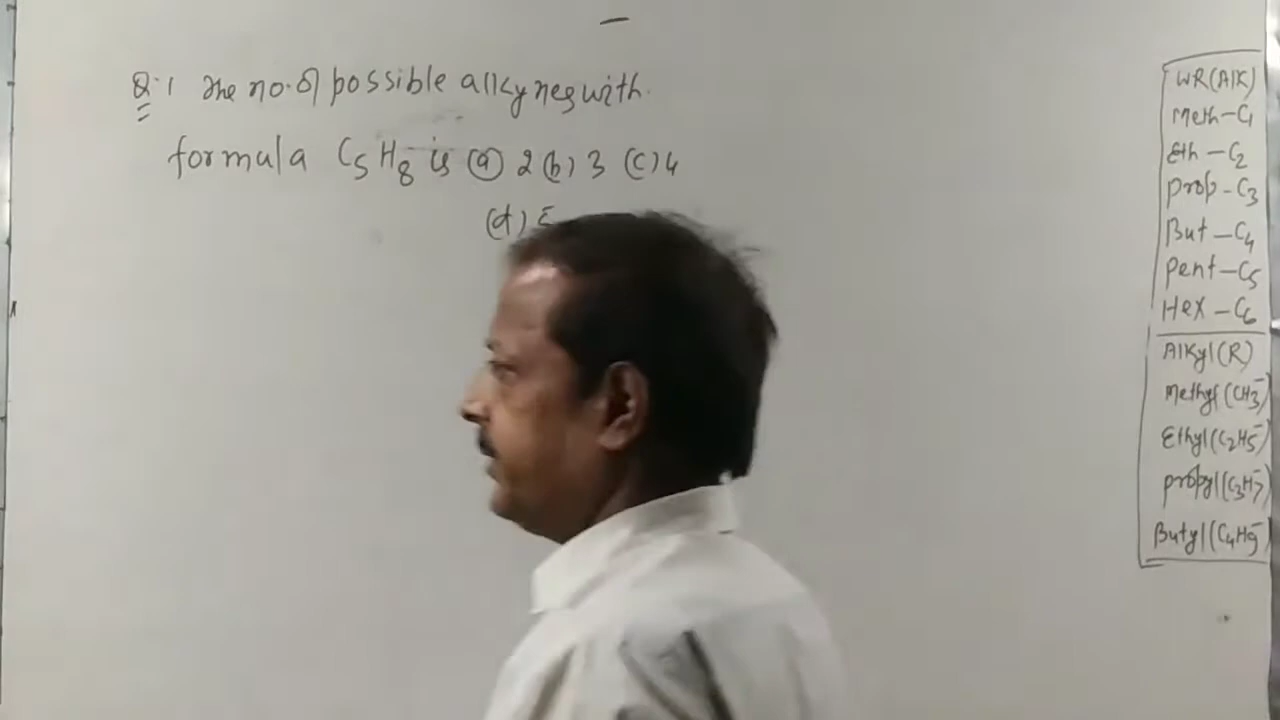 Q.1 The no. of possible alkynes with
formula C5H8 is (a) 2 (b) 3 (c) 4
(d) 5
WR(Alk)
Meth-C1
Eth-C2
Prop-C3
But-C4
Pent-C5
Hex-C6
Alkyl(R)
Methyl(CH3-)
Ethyl(C2H5-)
propyl(C3H7-)
Butyl(C4H9-)